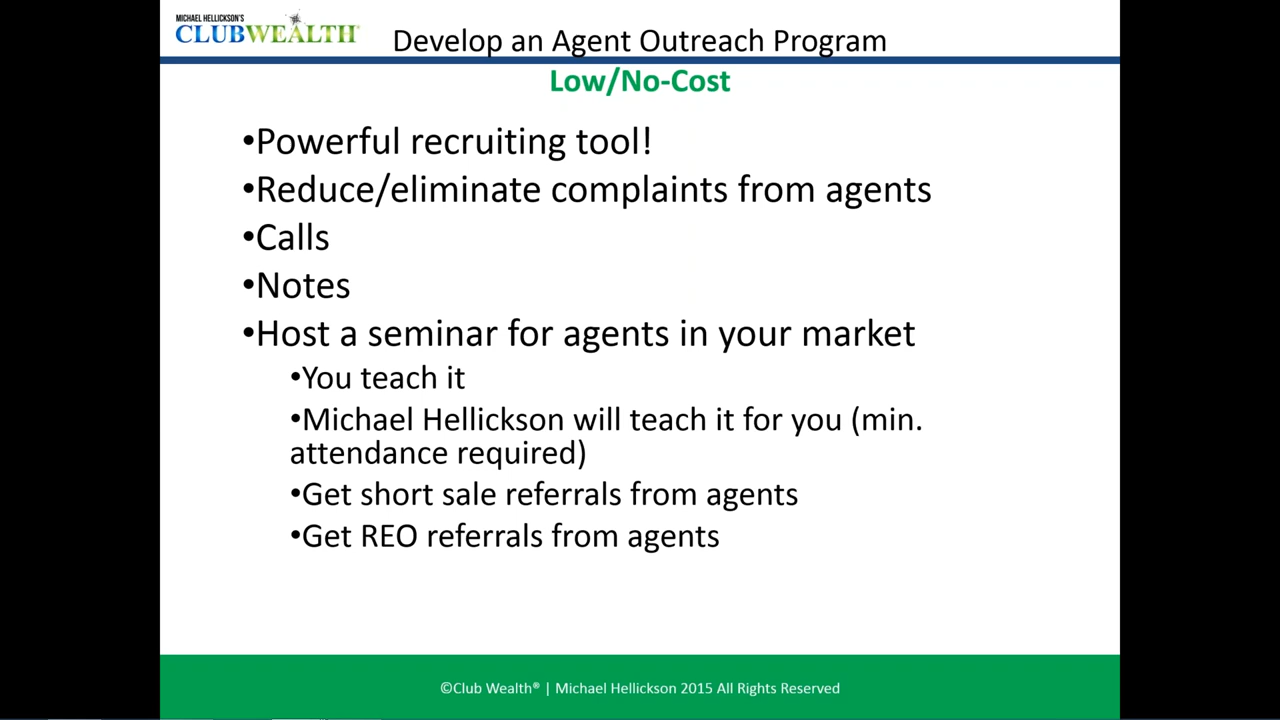 MICHAEL HELLICKSON'S
CLUBWEALTH®
Develop an Agent Outreach Program
Low/No-Cost
•Powerful recruiting tool!
•Reduce/eliminate complaints from agents
•Calls
•Notes
•Host a seminar for agents in your market
•You teach it
•Michael Hellickson will teach it for you (min.
attendance required)
•Get short sale referrals from agents
•Get REO referrals from agents
©Club Wealth® | Michael Hellickson 2015 All Rights Reserved